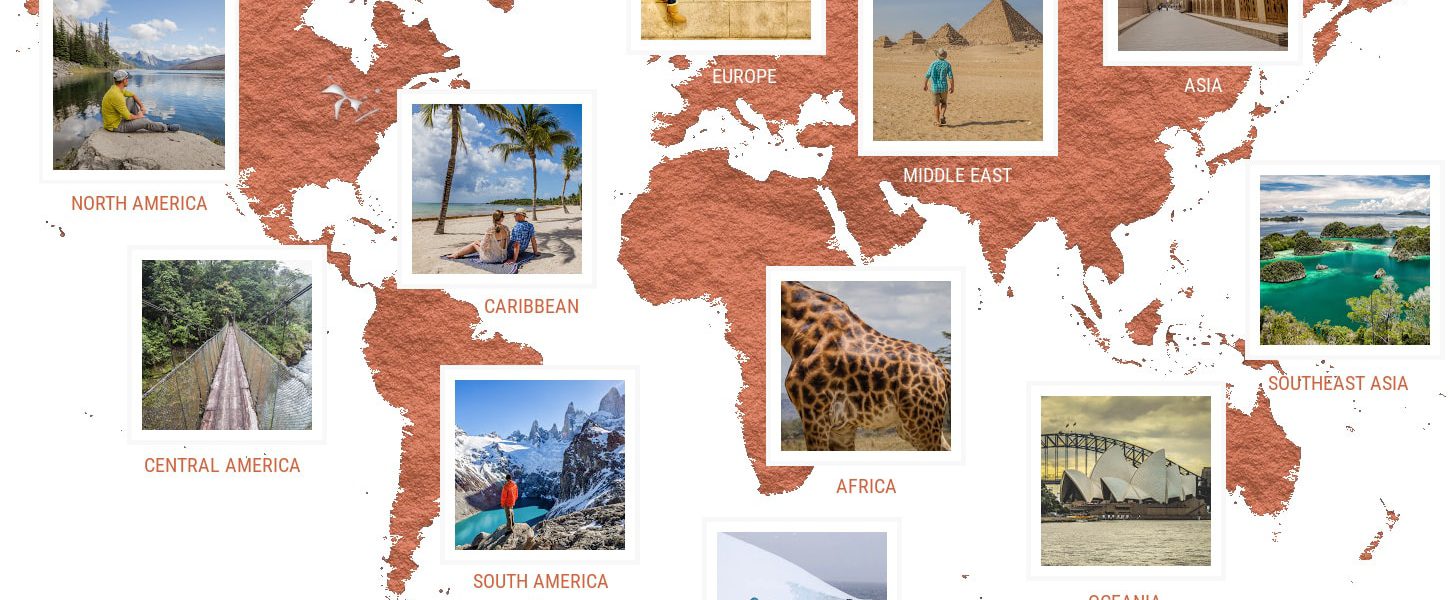 EUROPE
ASIA
MIDDLE EAST
NORTH AMERICA
CARIBBEAN
SOUTHEAST ASIA
CENTRAL AMERICA
AFRICA
SOUTH AMERICA
OCEANIA